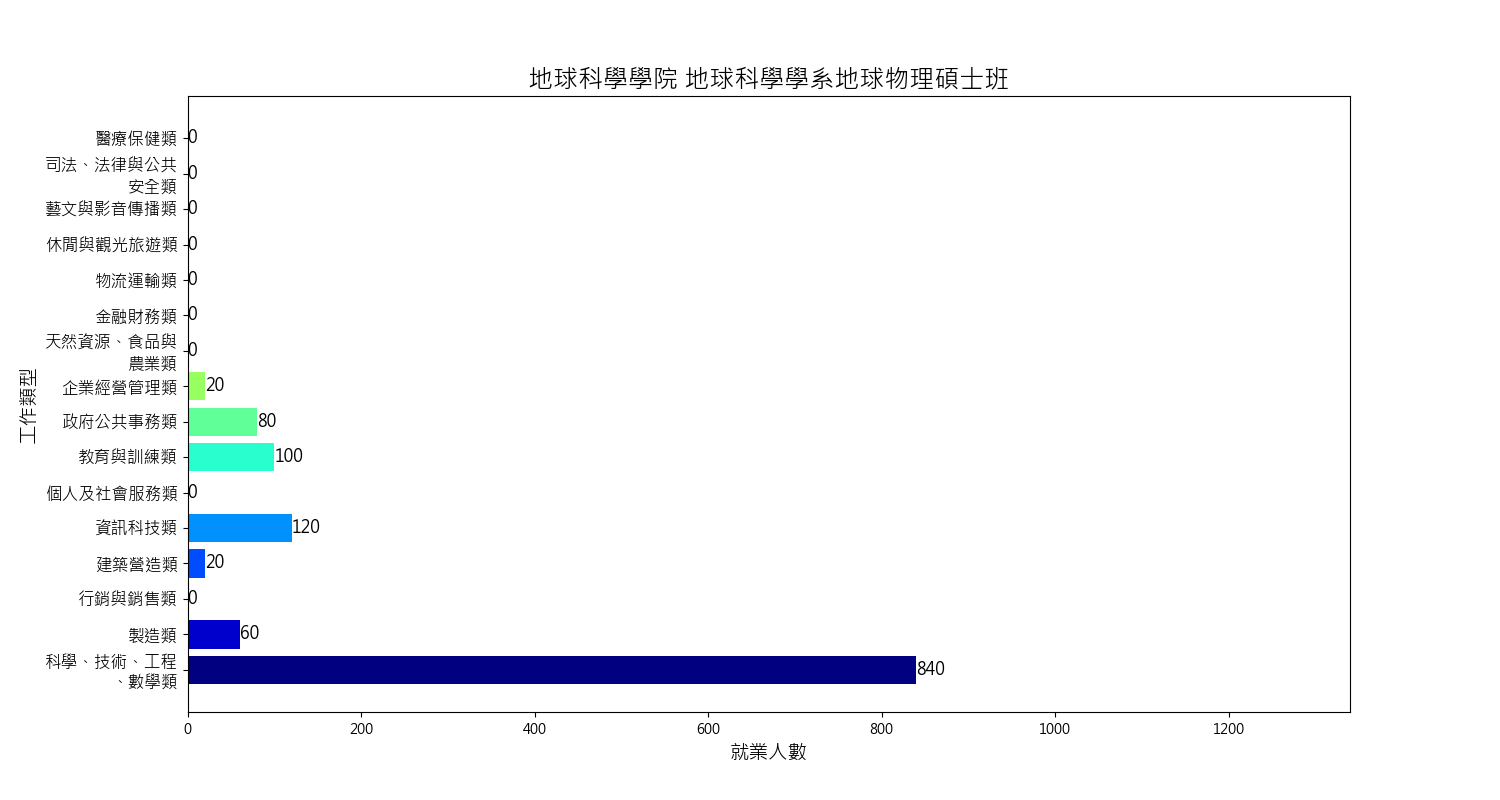 地球科學學院 地球科學學系地球物理碩士班
工作類型
醫療保健類 0
司法、法律與公共
安全類 0
藝文與影音傳播類 0
休閒與觀光旅遊類 0
物流運輸類 0
金融財務類 0
天然資源、食品與
農業類 0
企業經營管理類 20
政府公共事務類 80
教育與訓練類 100
個人及社會服務類 0
資訊科技類 120
建築營造類 20
行銷與銷售類 0
製造類 60
科學、技術、工程
、數學類 840
0 200 400 600 800 1000 1200
就業人數